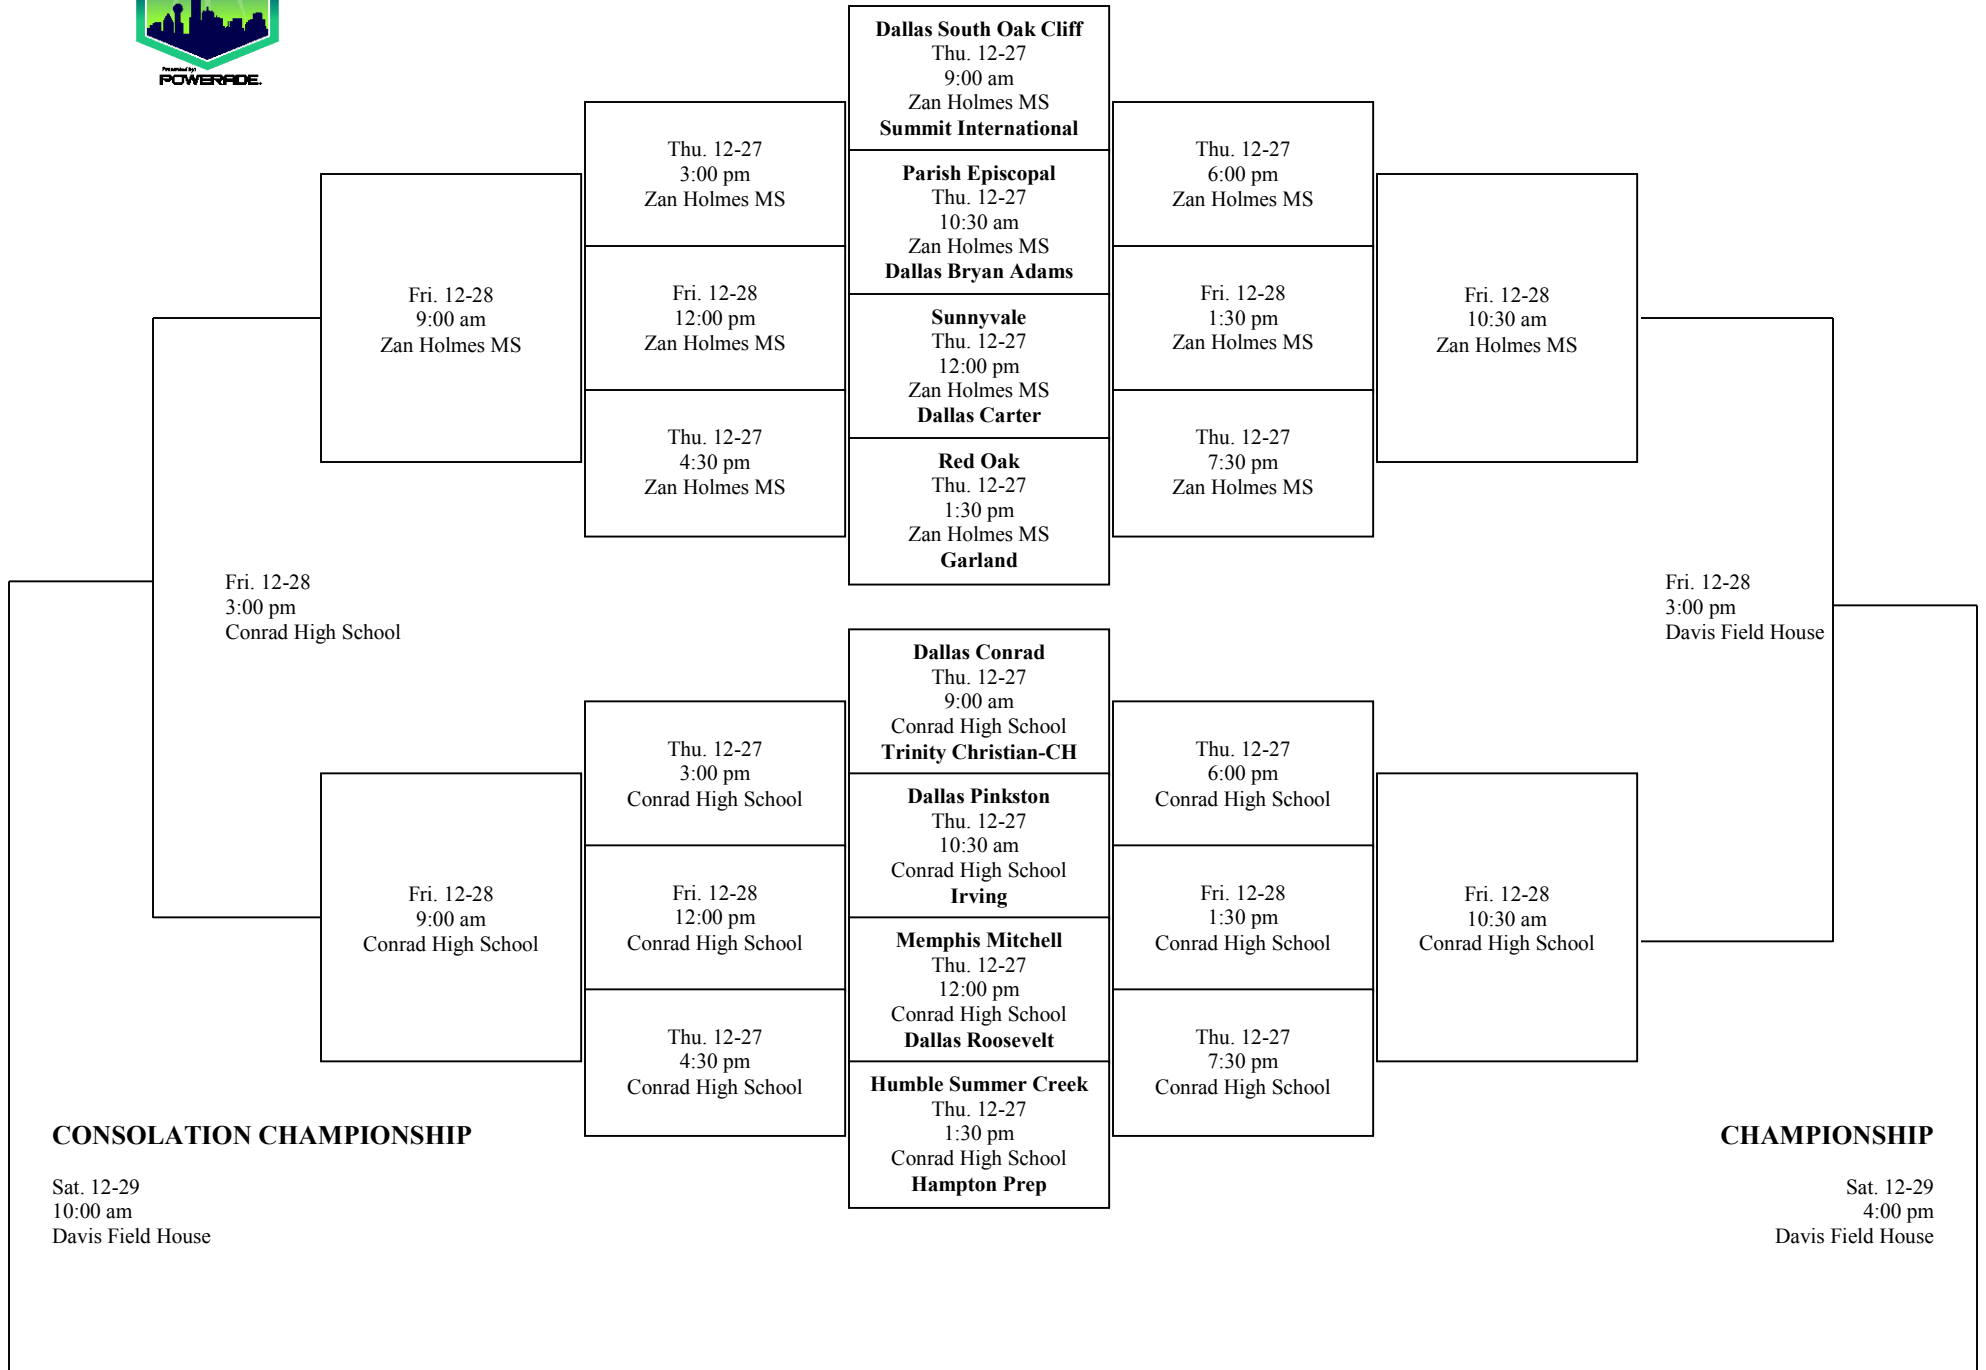 Presented by:
POWERADE.
Dallas South Oak Cliff
Thu. 12-27
9:00 am
Zan Holmes MS
Summit International
Parish Episcopal
Thu. 12-27
10:30 am
Zan Holmes MS
Dallas Bryan Adams
Sunnyvale
Thu. 12-27
12:00 pm
Zan Holmes MS
Dallas Carter
Red Oak
Thu. 12-27
1:30 pm
Zan Holmes MS
Garland
Thu. 12-27
3:00 pm
Zan Holmes MS
Fri. 12-28
12:00 pm
Zan Holmes MS
Thu. 12-27
4:30 pm
Zan Holmes MS
Thu. 12-27
6:00 pm
Zan Holmes MS
Fri. 12-28
1:30 pm
Zan Holmes MS
Thu. 12-27
7:30 pm
Zan Holmes MS
Fri. 12-28
9:00 am
Zan Holmes MS
Fri. 12-28
10:30 am
Zan Holmes MS
Fri. 12-28
3:00 pm
Conrad High School
Fri. 12-28
3:00 pm
Davis Field House
Dallas Conrad
Thu. 12-27
9:00 am
Conrad High School
Trinity Christian-CH
Dallas Pinkston
Thu. 12-27
10:30 am
Conrad High School
Irving
Memphis Mitchell
Thu. 12-27
12:00 pm
Conrad High School
Dallas Roosevelt
Humble Summer Creek
Thu. 12-27
1:30 pm
Conrad High School
Hampton Prep
Thu. 12-27
3:00 pm
Conrad High School
Fri. 12-28
12:00 pm
Conrad High School
Thu. 12-27
4:30 pm
Conrad High School
Thu. 12-27
6:00 pm
Conrad High School
Fri. 12-28
1:30 pm
Conrad High School
Thu. 12-27
7:30 pm
Conrad High School
Fri. 12-28
9:00 am
Conrad High School
Fri. 12-28
10:30 am
Conrad High School
CONSOLATION CHAMPIONSHIP
Sat. 12-29
10:00 am
Davis Field House
CHAMPIONSHIP
Sat. 12-29
4:00 pm
Davis Field House